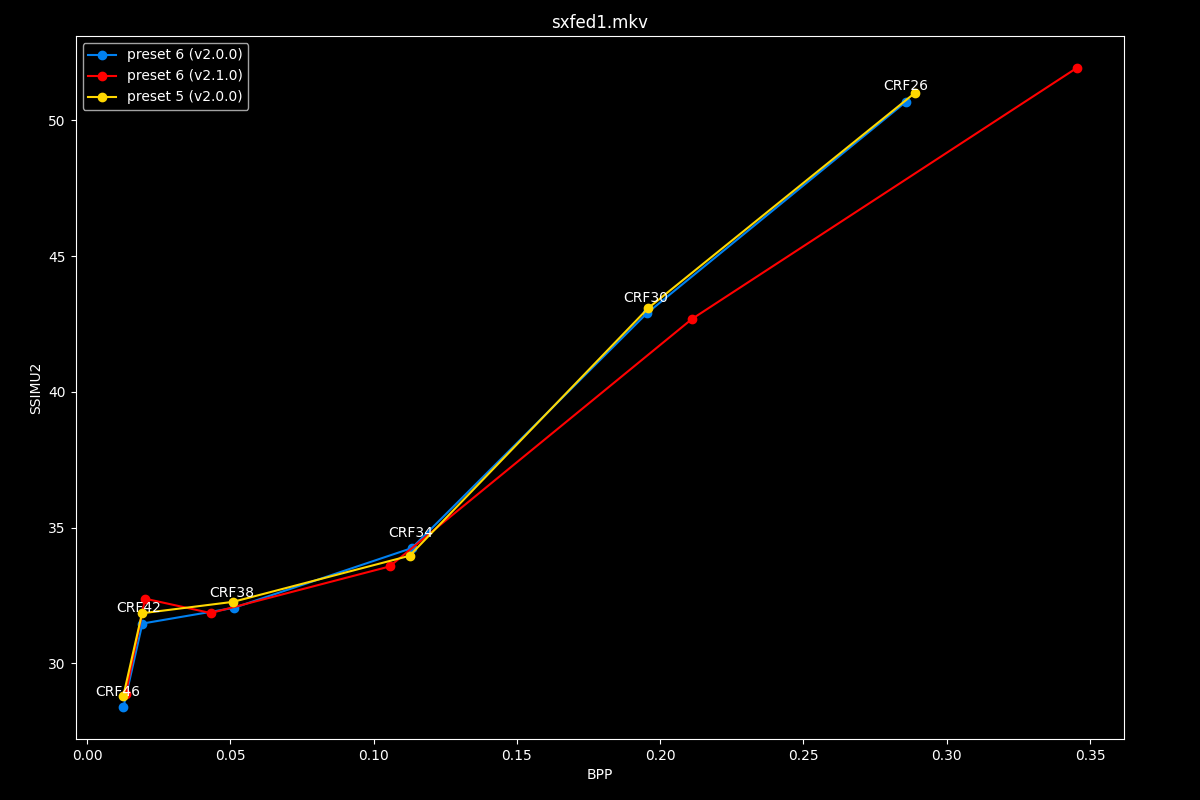 sxfed1.mkv
preset 6 (v2.0.0)
preset 6 (v2.1.0)
preset 5 (v2.0.0)
CRF26
CRF30
CRF34
CRF38
CRF42
CRF46
50
45
40
35
30
SSIMU2
0.00 0.05 0.10 0.15 0.20 0.25 0.30 0.35
BPP